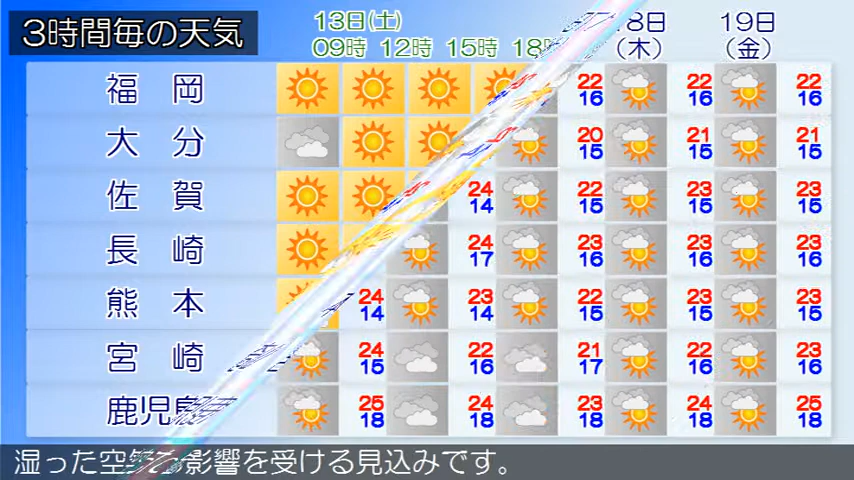 3時間毎の天気
13日(土) 18日 19日
09時 12時 15時 18時 (木) (金)
福岡 22 16 22 16 22 16
大分 20 15 21 15 21 15
佐賀 24 14 22 15 23 15 23 15
長崎 24 17 23 16 23 16 23 16
熊本 24 14 23 14 22 15 23 15 23 15
宮崎 24 15 22 16 21 17 22 16 23 16
鹿児島 25 18 24 18 23 18 24 18 25 18
湿った空気の影響を受ける見込みです。